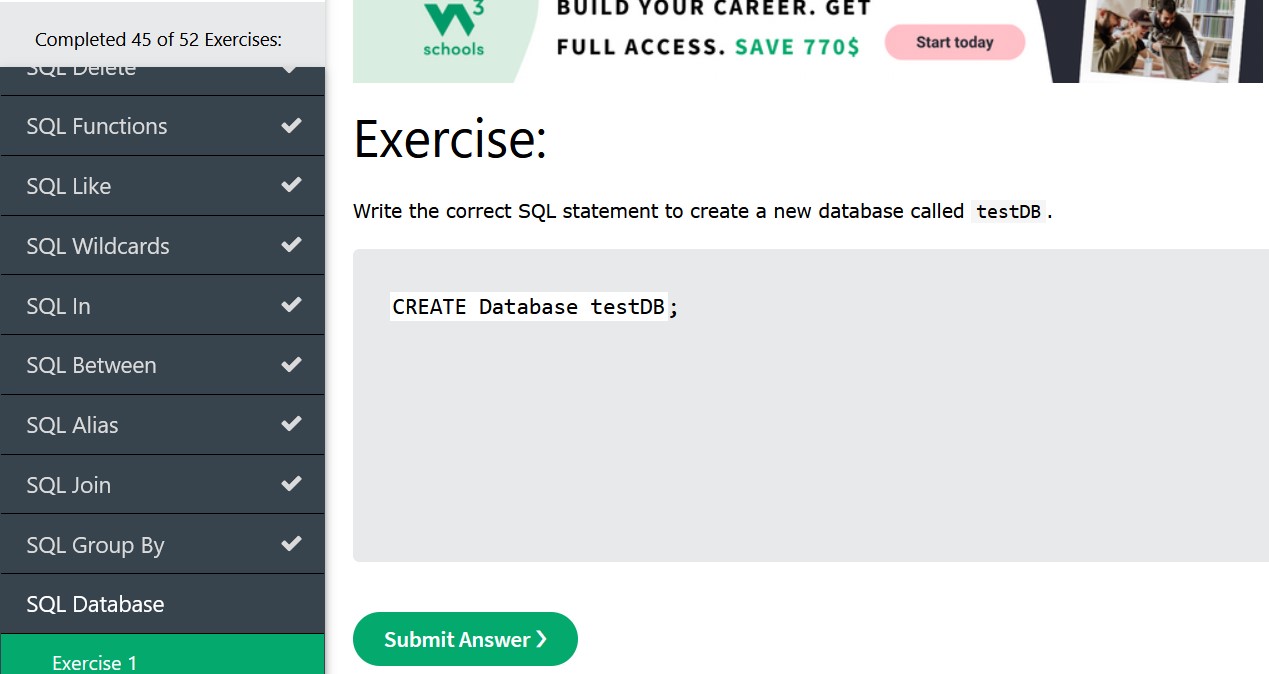 Completed 45 of 52 Exercises:
SQL Delete
SQL Functions
SQL Like
SQL Wildcards
SQL In
SQL Between
SQL Alias
SQL Join
SQL Group By
SQL Database
Exercise 1
3
schools
BUILD YOUR CAREER. GET
FULL ACCESS. SAVE 770$
Start today
Exercise:
Write the correct SQL statement to create a new database called testDB.
CREATE Database testDB;
Submit Answer ❯